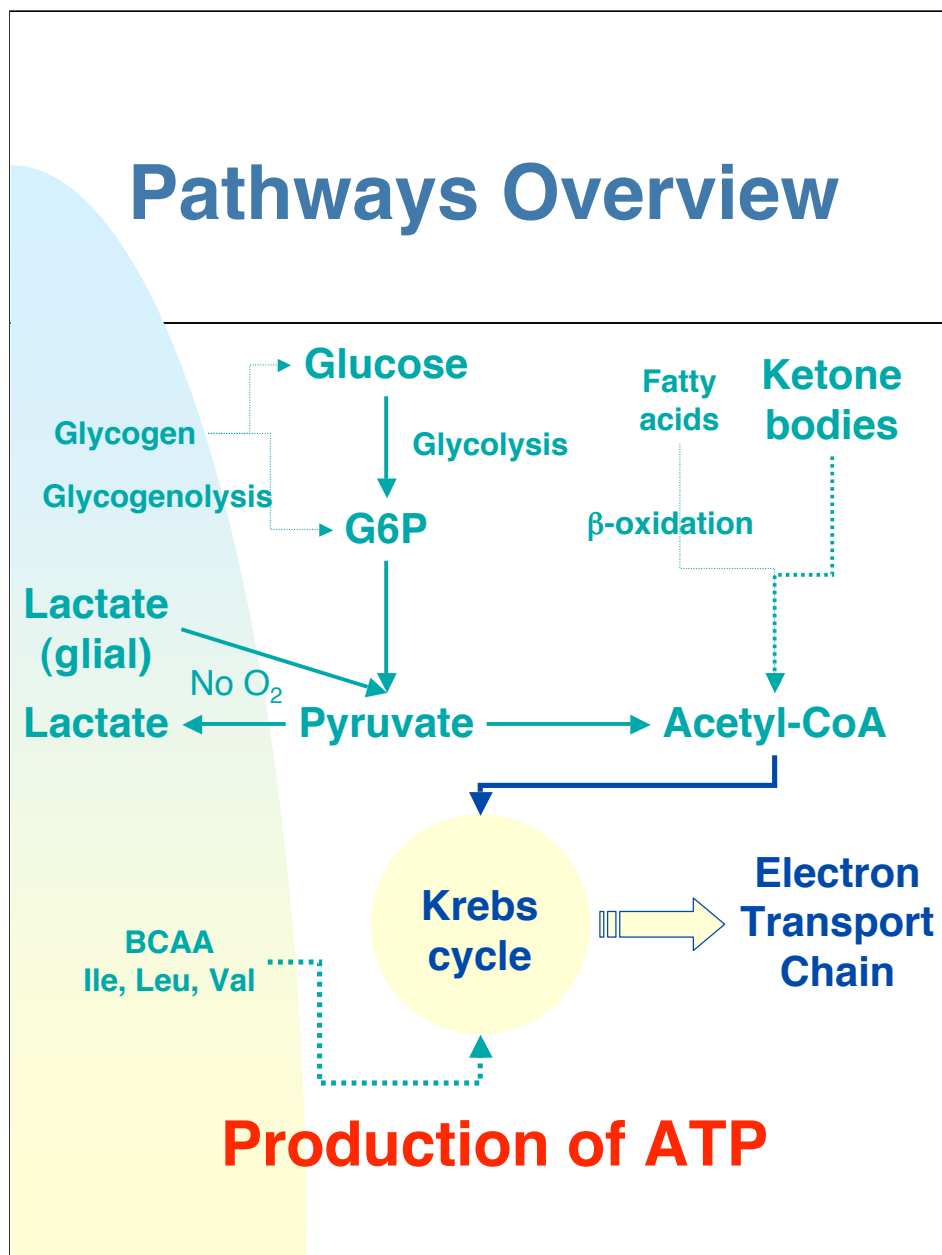 Pathways Overview
Glucose
Fatty
acids
Ketone
bodies
Glycogen
Glycolysis
Glycogenolysis
G6P
β-oxidation
Lactate
(glial)
No O₂
Lactate
Pyruvate
Acetyl-CoA
Krebs
cycle
Electron
Transport
Chain
BCAA
Ile, Leu, Val
Production of ATP